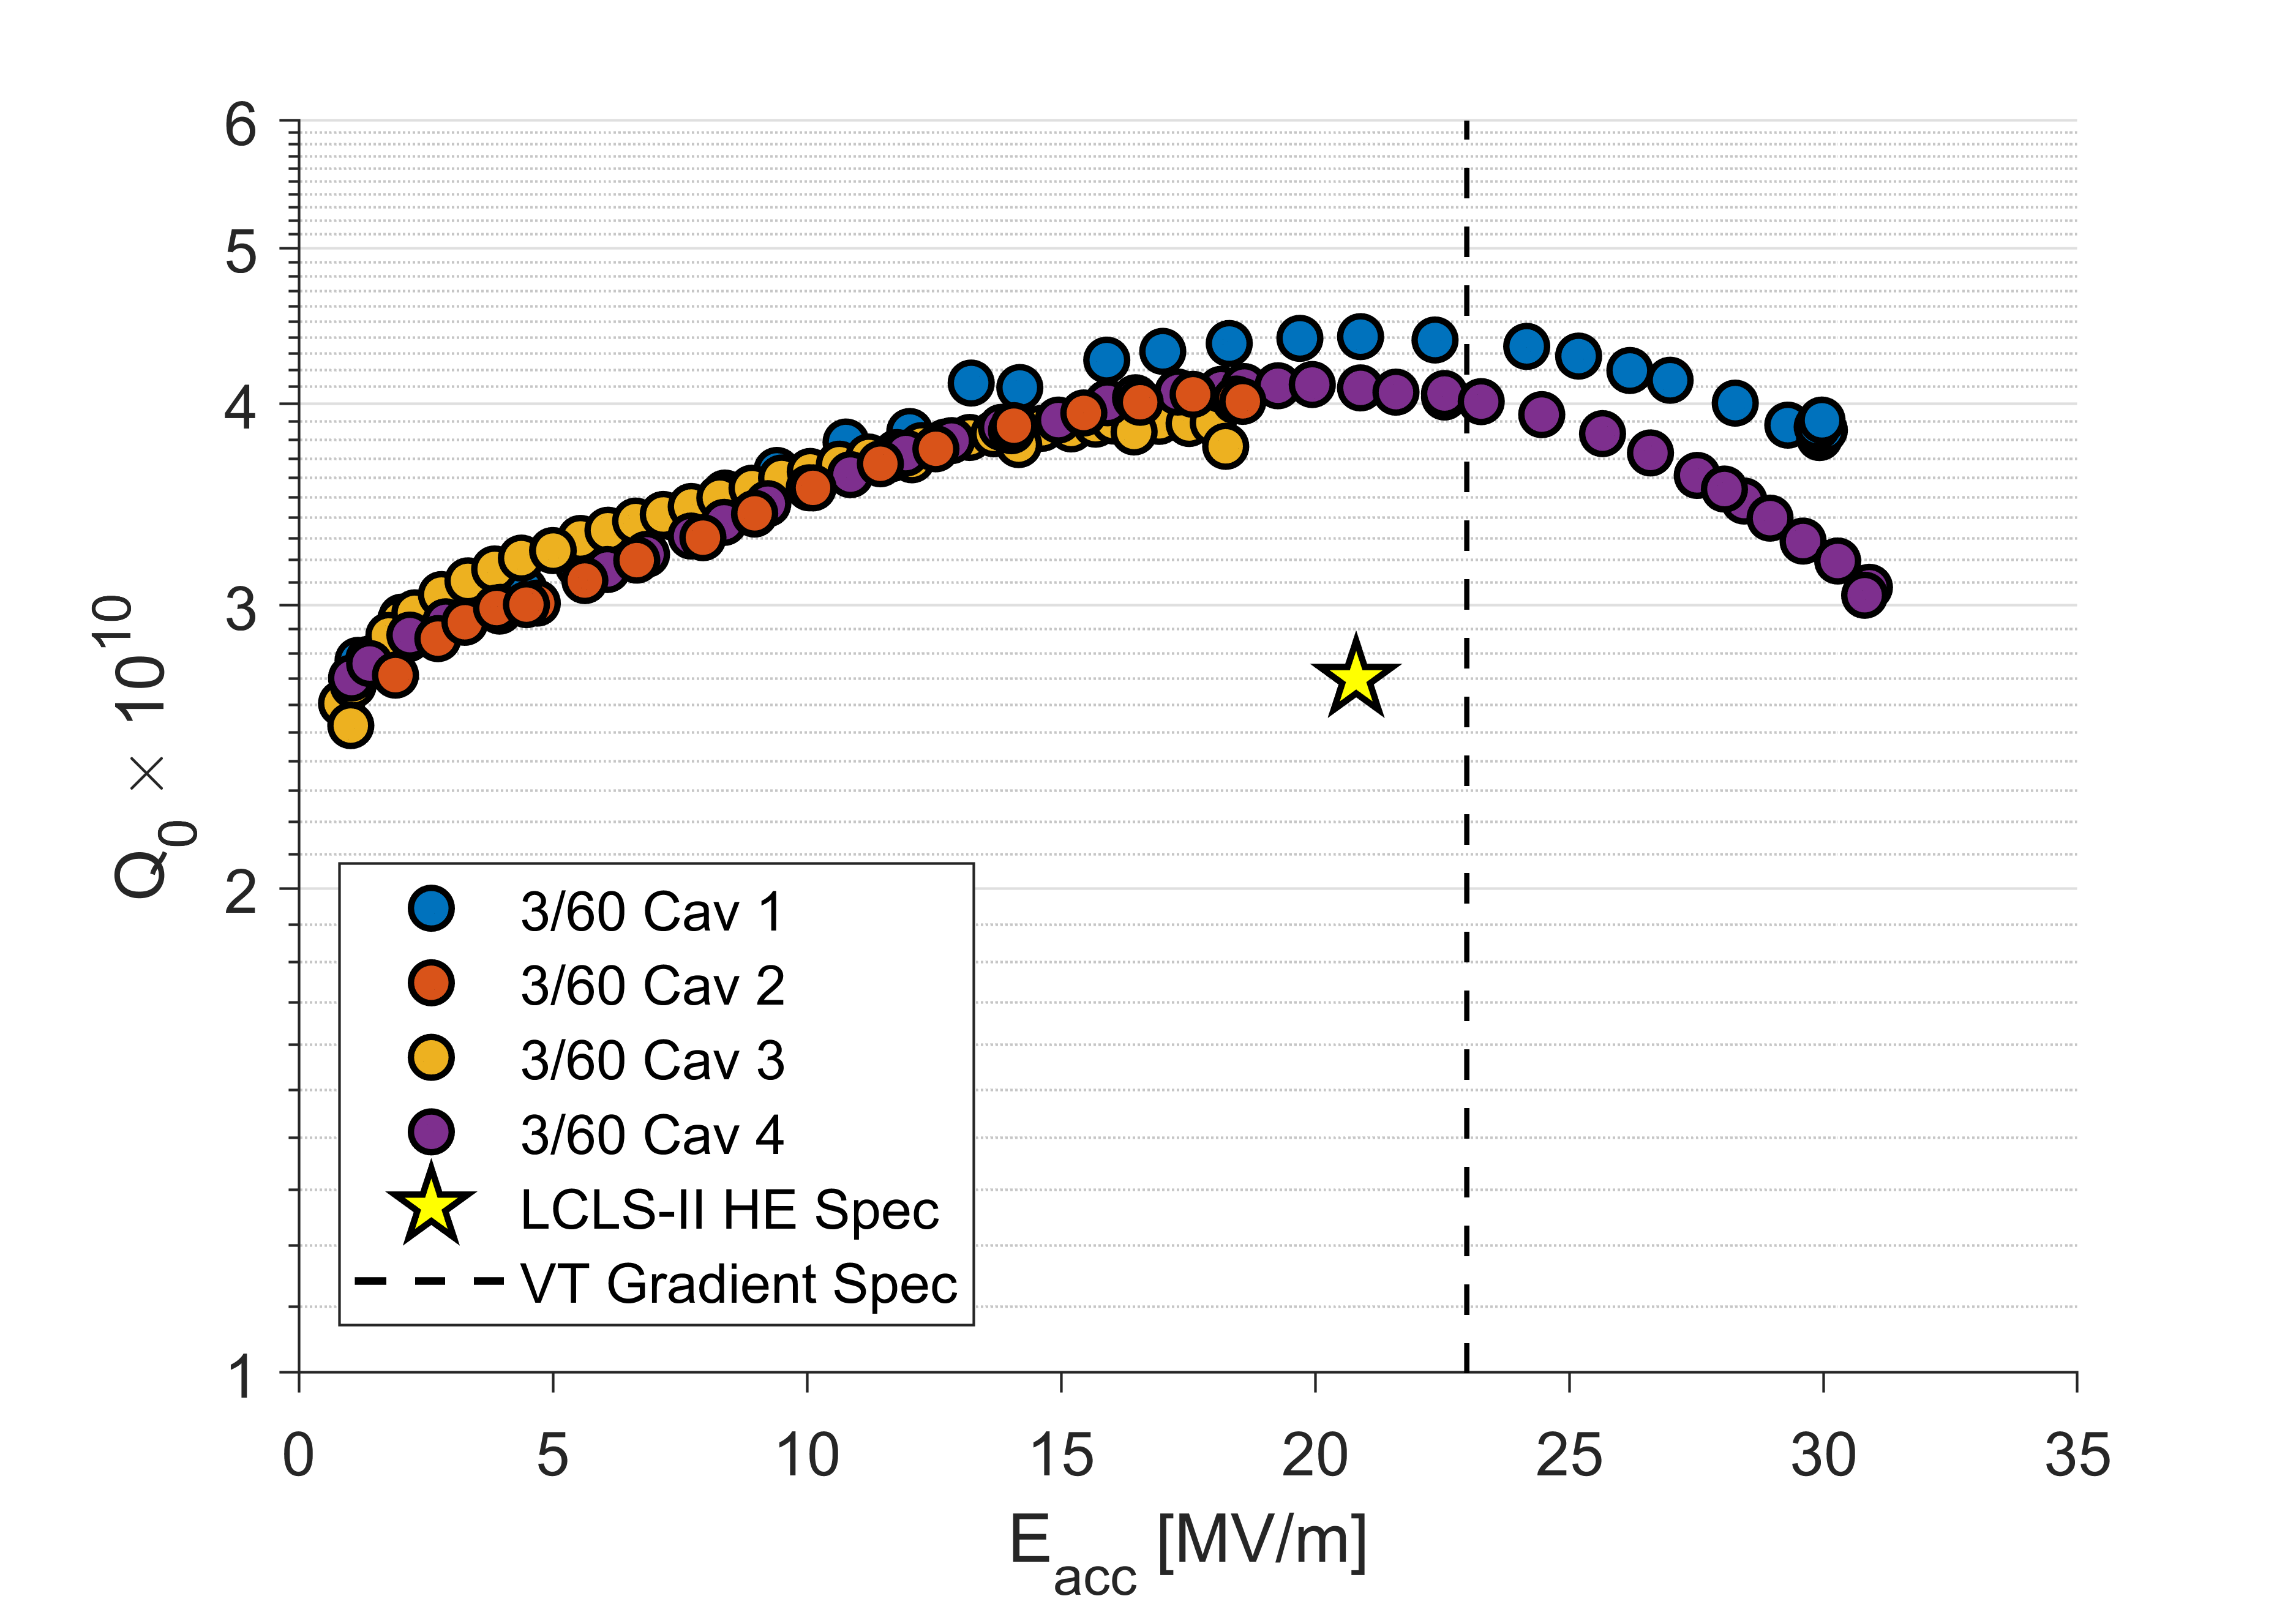 6
5
4
3
2
1
Q0 × 10^10
3/60 Cav 1
3/60 Cav 2
3/60 Cav 3
3/60 Cav 4
LCLS-II HE Spec
VT Gradient Spec
0 5 10 15 20 25 30 35
Eacc [MV/m]